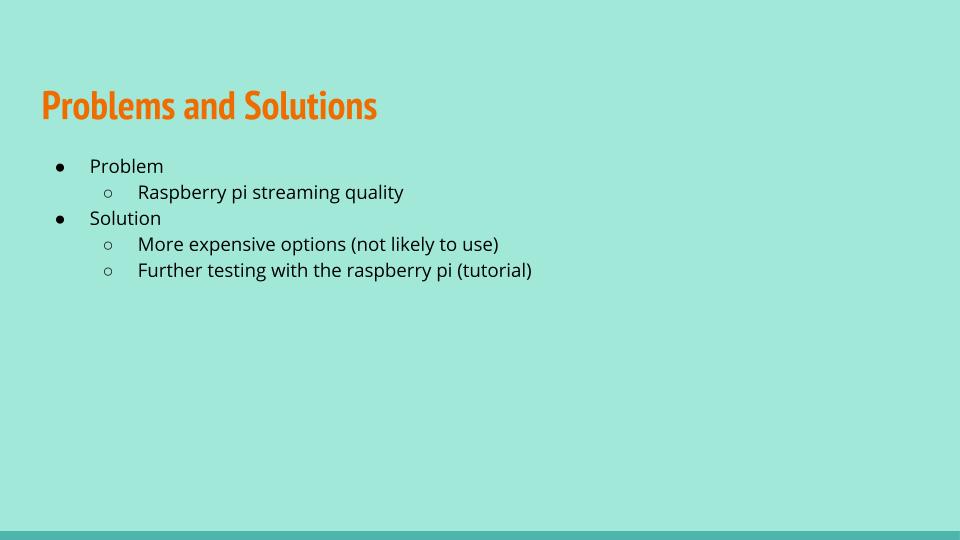 Problems and Solutions
● Problem
○ Raspberry pi streaming quality
● Solution
○ More expensive options (not likely to use)
○ Further testing with the raspberry pi (tutorial)